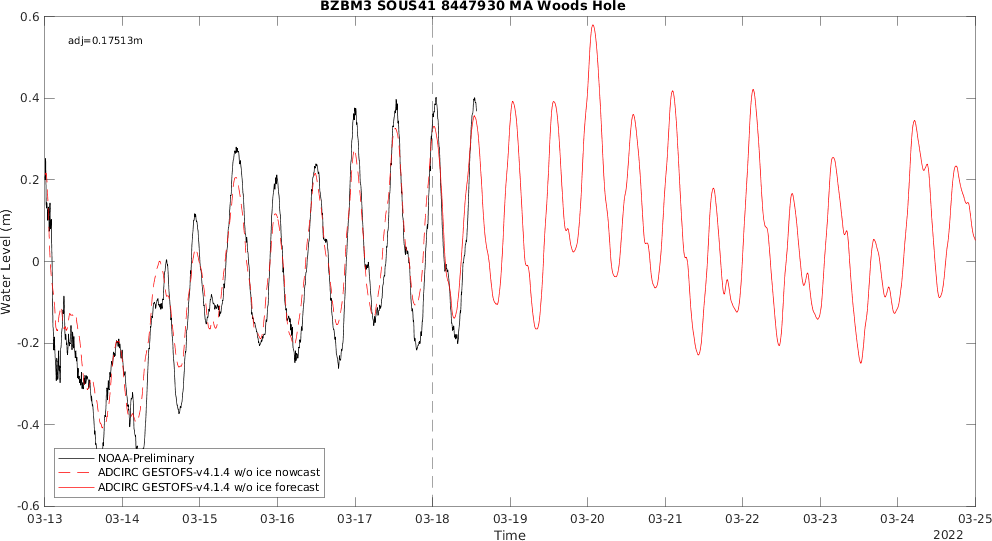 BZBM3 SOUS41 8447930 MA Woods Hole
adj=0.17513m
Water Level (m)
0.6
0.4
0.2
0
-0.2
-0.4
-0.6
NOAA-Preliminary
ADCIRC GESTOFS-v4.1.4 w/o ice nowcast
ADCIRC GESTOFS-v4.1.4 w/o ice forecast
03-13 03-14 03-15 03-16 03-17 03-18 03-19 03-20 03-21 03-22 03-23 03-24 03-25
Time
2022